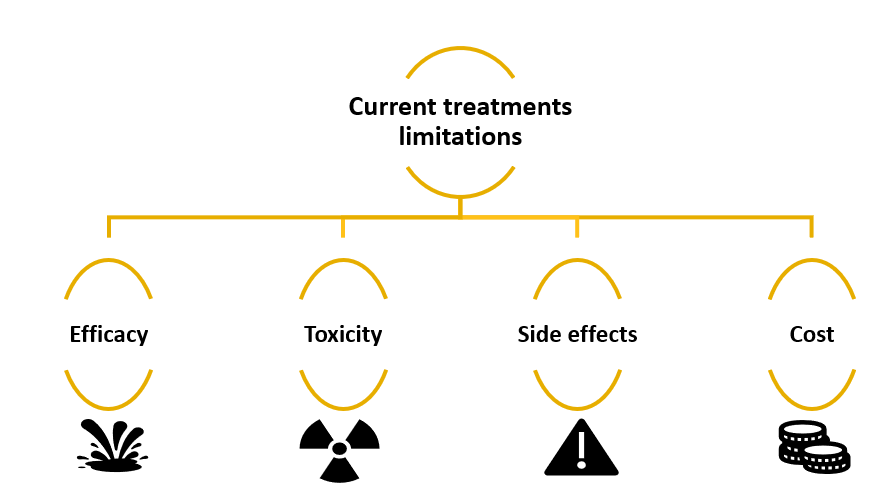 Current treatments
limitations
Efficacy
Toxicity
Side effects
Cost